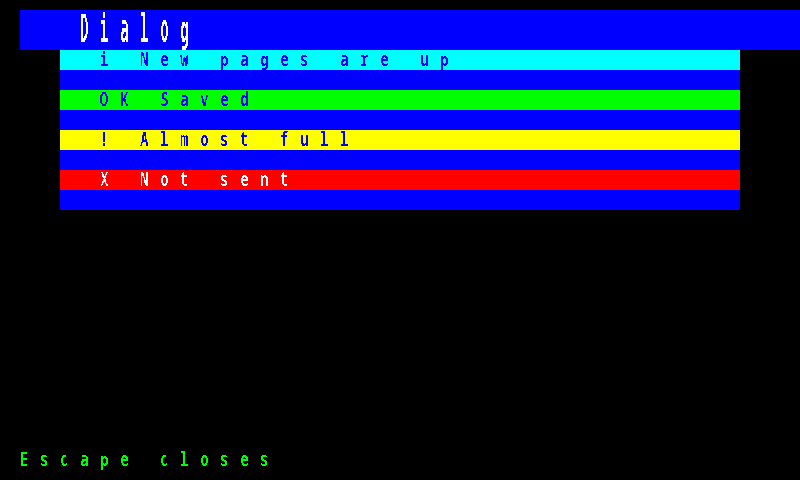 Dialog
i New pages are up
OK Saved
! Almost full
X Not sent
Escape closes